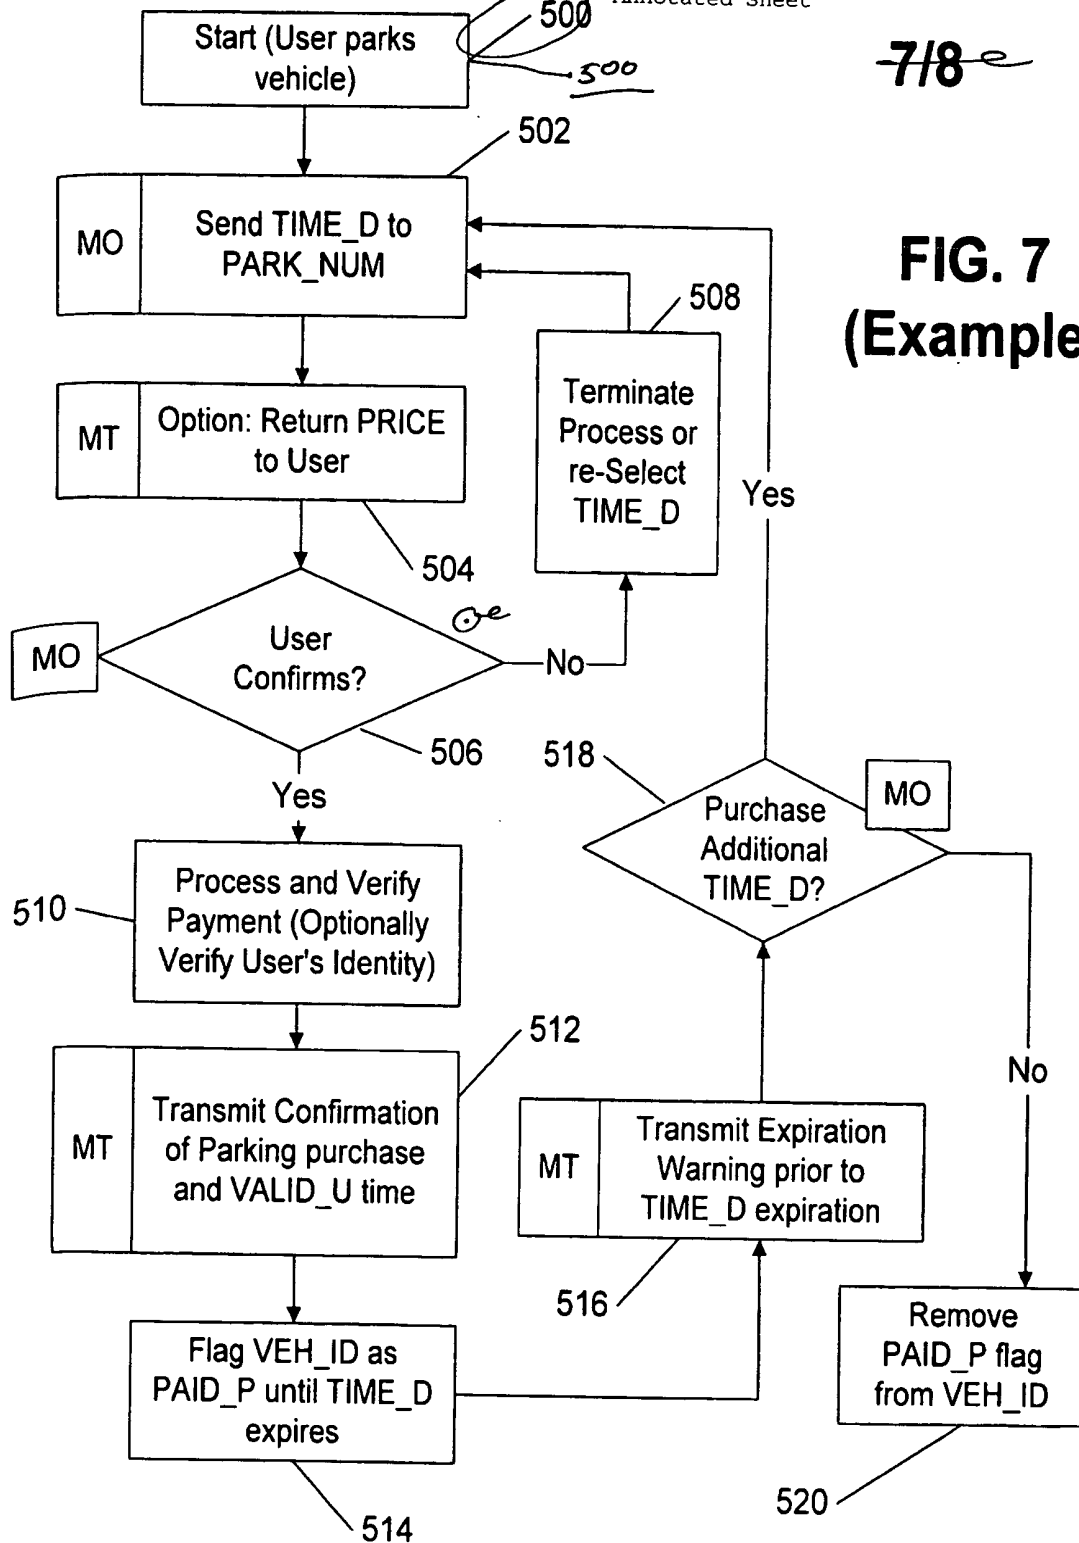 Annotated Sheet
7/8
500
500
Start (User parks
vehicle)
502
MO
Send TIME_D to
PARK_NUM
FIG. 7
(Example
508
Terminate
Process or
re-Select
TIME_D
MT
Option: Return PRICE
to User
504
Yes
MO
User
Confirms?
No
506
Yes
518
Purchase
Additional
TIME_D?
MO
510
Process and Verify
Payment (Optionally
Verify User's Identity)
512
No
MT
Transmit Confirmation
of Parking purchase
and VALID_U time
MT
Transmit Expiration
Warning prior to
TIME_D expiration
516
Flag VEH_ID as
PAID_P until TIME_D
expires
514
Remove
PAID_P flag
from VEH_ID
520